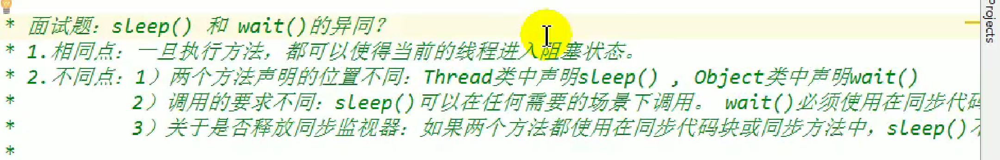 * 面试题：sleep() 和 wait()的异同？
* 1.相同点：一旦执行方法，都可以使得当前的线程进入阻塞状态。
* 2.不同点：1）两个方法声明的位置不同：Thread类中声明sleep() , Object类中声明wait()
* 2）调用的要求不同：sleep()可以在任何需要的场景下调用。 wait()必须使用在同步代码
* 3）关于是否释放同步监视器：如果两个方法都使用在同步代码块或同步方法中，sleep()不
*
Projects